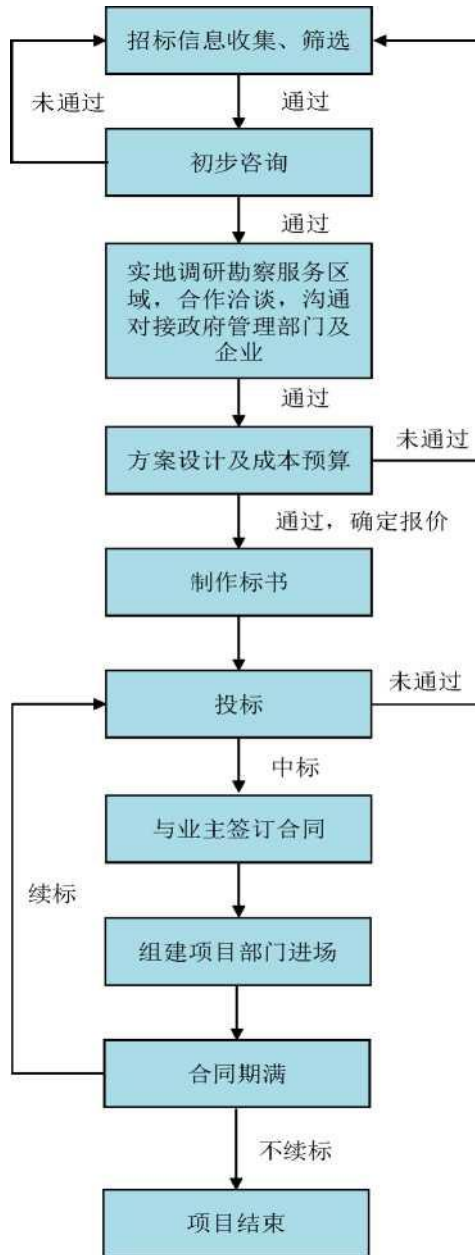 招标信息收集、筛选
未通过
通过
初步咨询
通过
实地调研勘察服务区
域，合作洽谈，沟通
对接政府管理部门及
企业
通过
方案设计及成本预算
未通过
通过，确定报价
制作标书
投标
未通过
中标
与业主签订合同
续标
组建项目部门进场
合同期满
不续标
项目结束